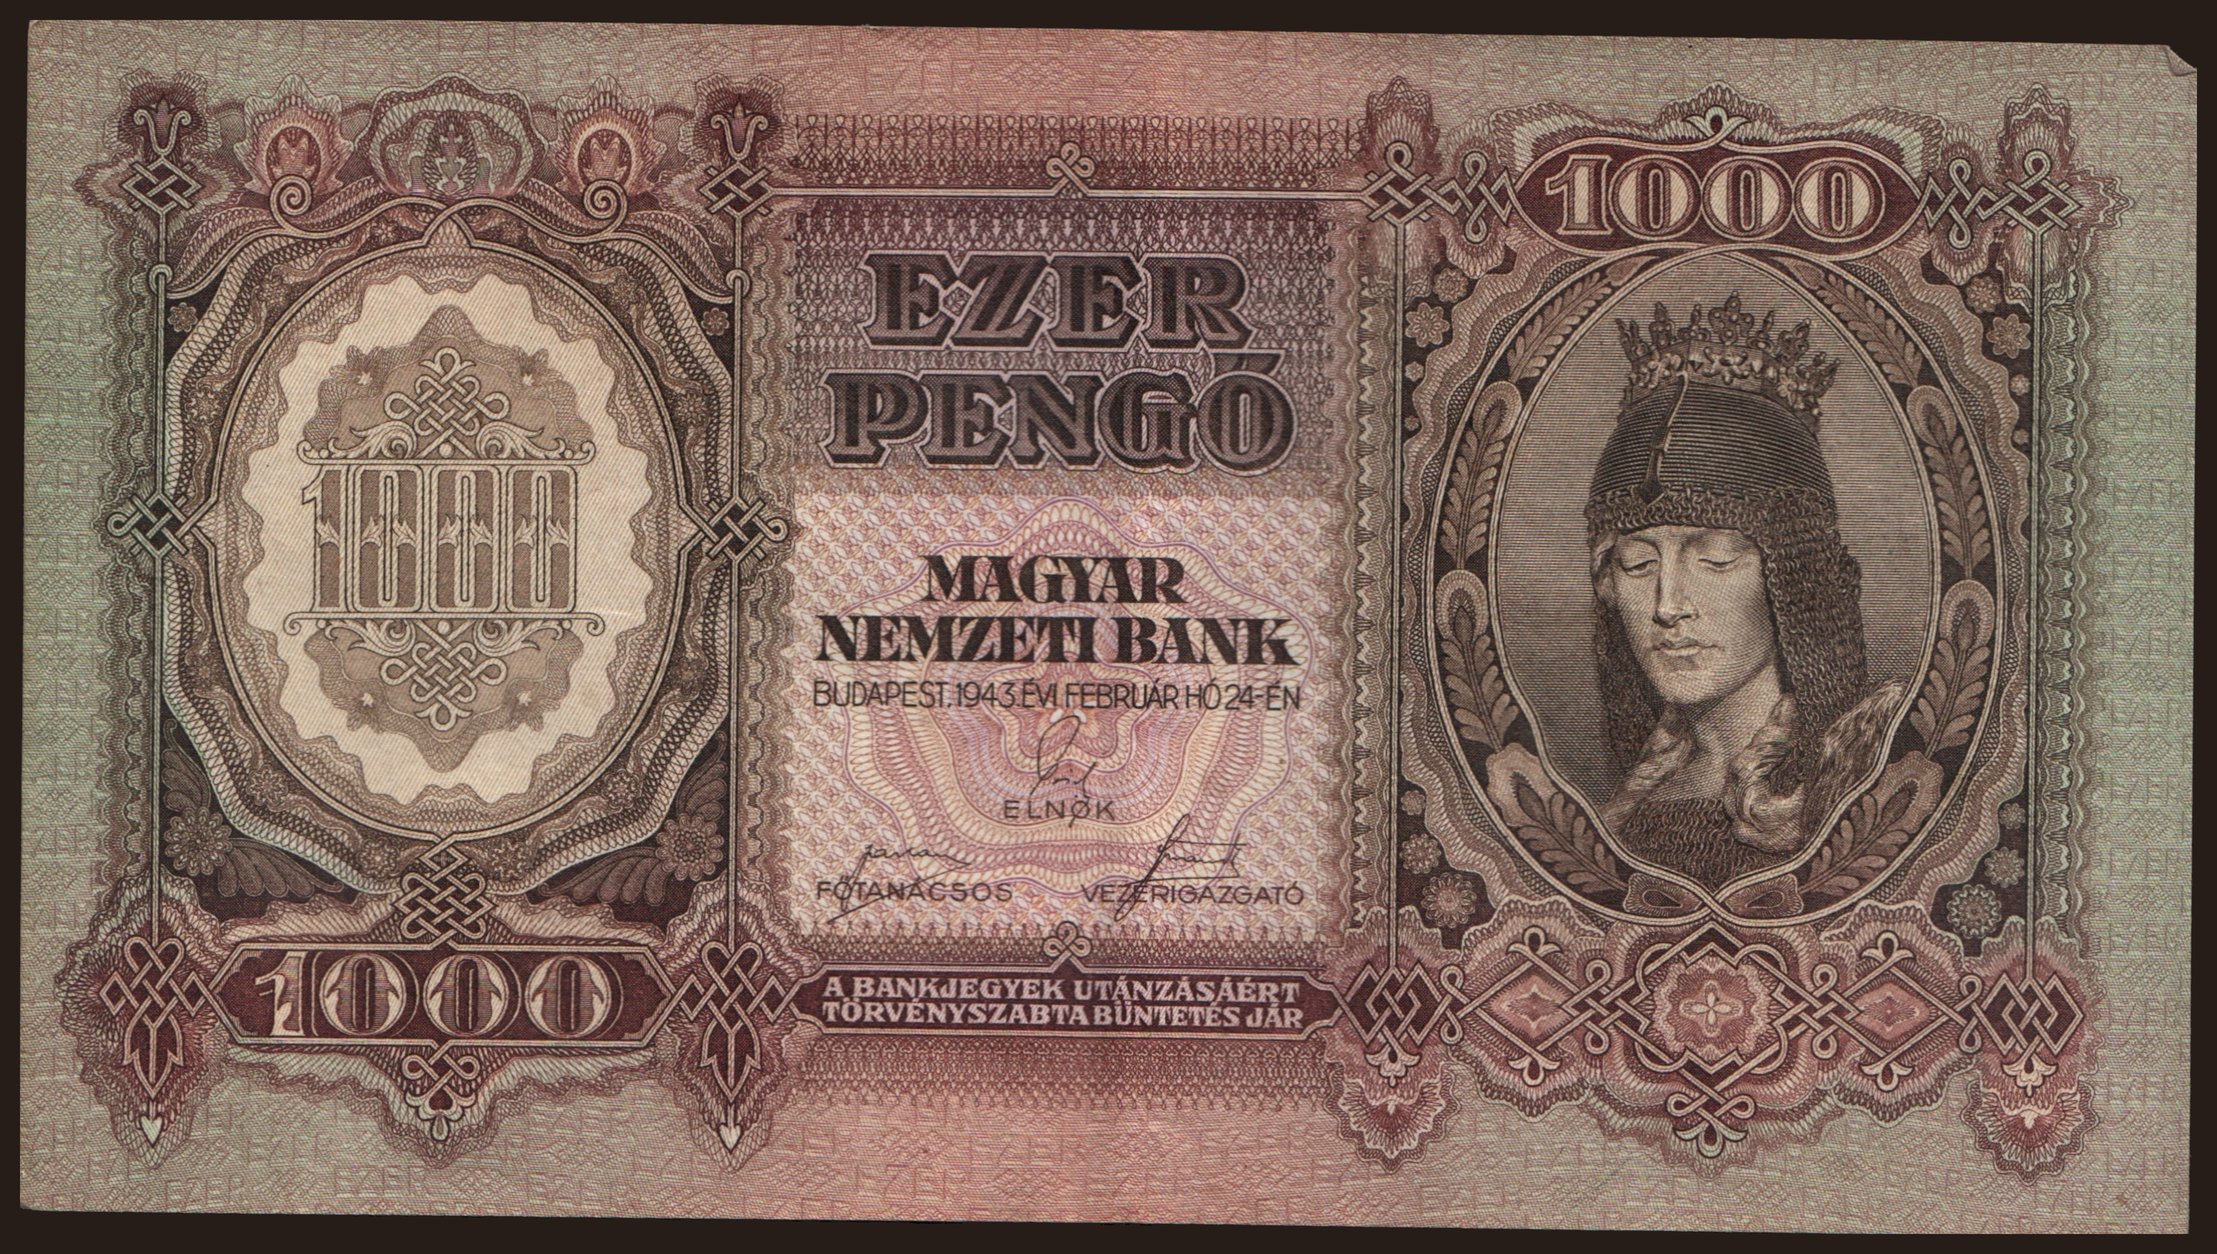 1000
EZER
PENGŐ
1000
MAGYAR
NEMZETI BANK
BUDAPEST, 1943. ÉVI FEBRUÁR HÓ 24-ÉN
ELNÖK
FŐTANÁCSOS VEZÉRIGAZGATÓ
1000
A BANKJEGYEK UTÁNZÁSÁÉRT
TÖRVÉNYSZABTA BÜNTETÉS JÁR